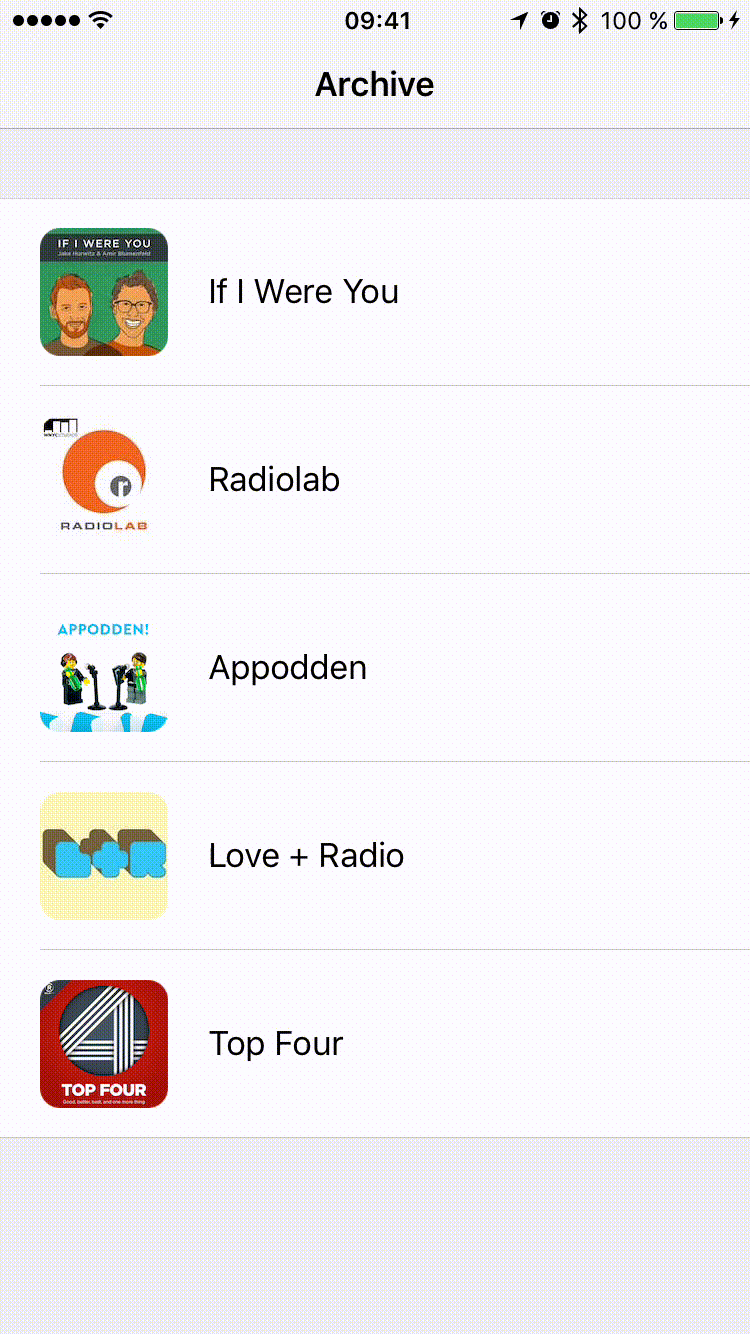 09:41
100 %
Archive
IF I WERE YOU
Jake Hurwitz & Amir Blumenfeld
If I Were You
RADIOLAB
Radiolab
APPODDEN!
Appodden
L+R
Love + Radio
4
TOP FOUR
Good, better, best, and one more thing
Top Four